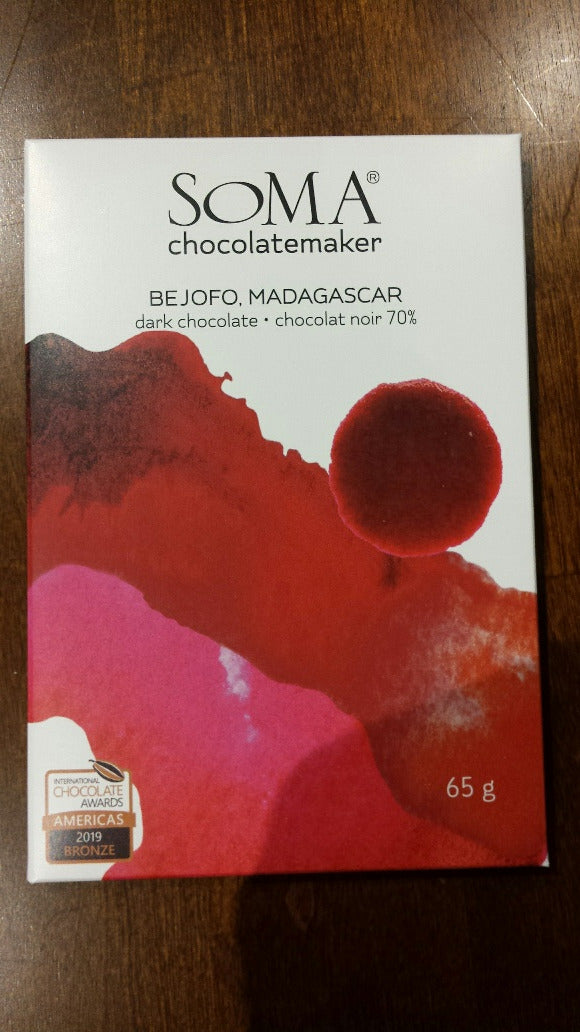 SOMA®
chocolatemaker
BEJOFO, MADAGASCAR
dark chocolate • chocolat noir 70%
65 g
INTERNATIONAL
CHOCOLATE
AWARDS
AMERICAS
2019
BRONZE